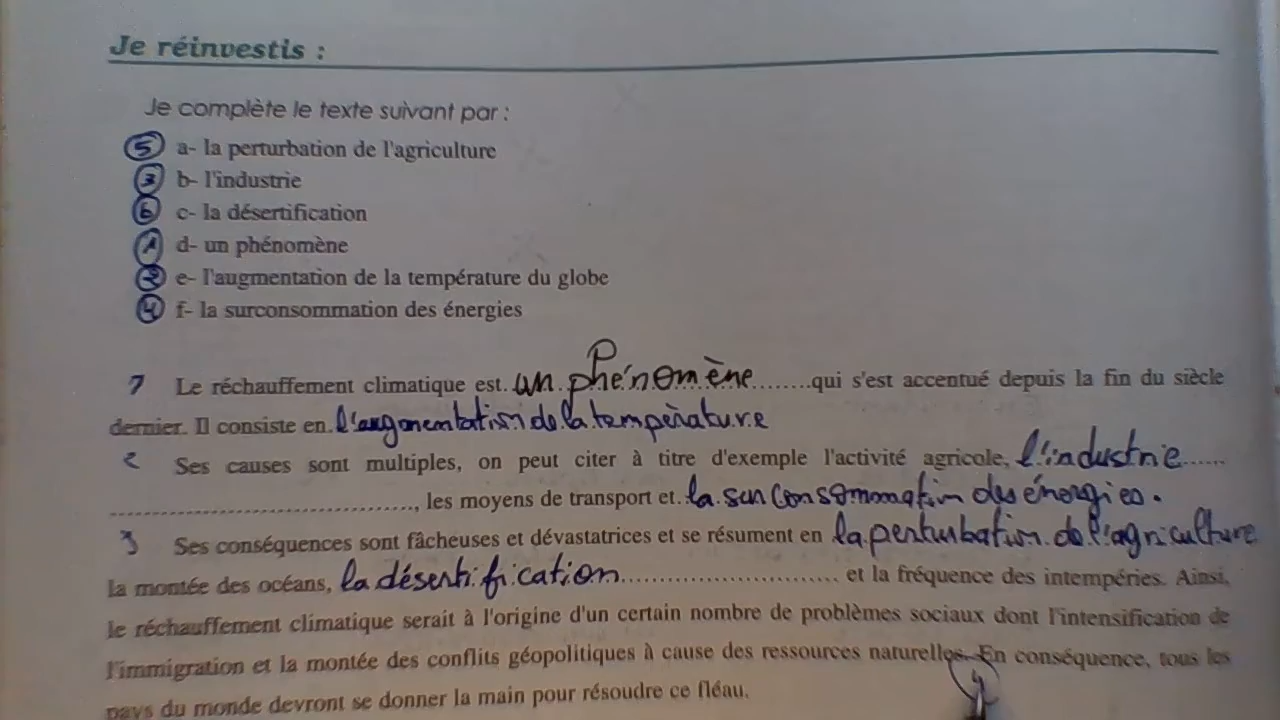 Je réinvestis :
Je complète le texte suivant par :
5 a- la perturbation de l'agriculture
3 b- l'industrie
6 c- la désertification
1 d- un phénomène
2 e- l'augmentation de la température du globe
4 f- la surconsommation des énergies
1 Le réchauffement climatique est un phénomène ........qui s'est accentué depuis la fin du siècle
dernier. Il consiste en l'augmentation de la température
2 Ses causes sont multiples, on peut citer à titre d'exemple l'activité agricole, l'industrie......
......................................, les moyens de transport et la surconsommation des énergies.
3 Ses conséquences sont fâcheuses et dévastatrices et se résument en la perturbation de l'agriculture
la montée des océans, la désertification............................ et la fréquence des intempéries. Ainsi,
le réchauffement climatique serait à l'origine d'un certain nombre de problèmes sociaux dont l'intensification de
l'immigration et la montée des conflits géopolitiques à cause des ressources naturelles. En conséquence, tous les
pays du monde devront se donner la main pour résoudre ce fléau.